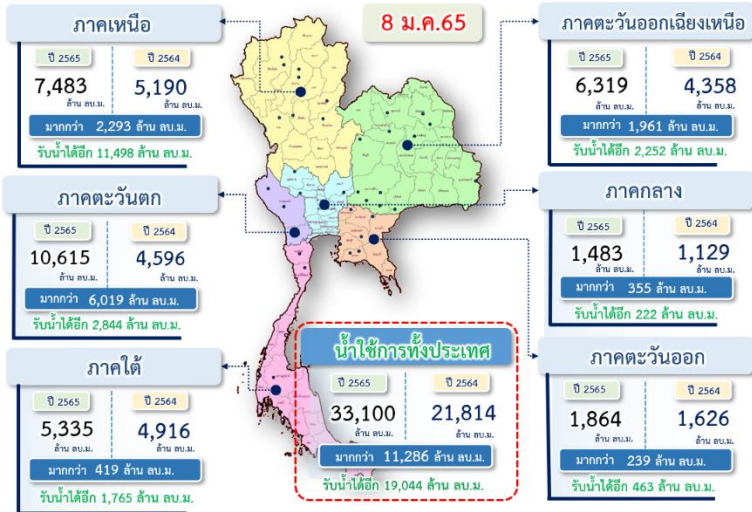 ภาคเหนือ
ปี 2565 ปี 2564
7,483 5,190
ล้าน ลบ.ม. ล้าน ลบ.ม.
มากกว่า 2,293 ล้าน ลบ.ม.
รับน้ำได้อีก 11,498 ล้าน ลบ.ม.
8 ม.ค.65
ภาคตะวันออกเฉียงเหนือ
ปี 2565 ปี 2564
6,319 4,358
ล้าน ลบ.ม. ล้าน ลบ.ม.
มากกว่า 1,961 ล้าน ลบ.ม.
รับน้ำได้อีก 2,252 ล้าน ลบ.ม.
ภาคตะวันตก
ปี 2565 ปี 2564
10,615 4,596
ล้าน ลบ.ม. ล้าน ลบ.ม.
มากกว่า 6,019 ล้าน ลบ.ม.
รับน้ำได้อีก 2,844 ล้าน ลบ.ม.
ภาคกลาง
ปี 2565 ปี 2564
1,483 1,129
ล้าน ลบ.ม. ล้าน ลบ.ม.
มากกว่า 355 ล้าน ลบ.ม.
รับน้ำได้อีก 222 ล้าน ลบ.ม.
ภาคใต้
ปี 2565 ปี 2564
5,335 4,916
ล้าน ลบ.ม. ล้าน ลบ.ม.
มากกว่า 419 ล้าน ลบ.ม.
รับน้ำได้อีก 1,765 ล้าน ลบ.ม.
น้ำใช้การทั้งประเทศ
ปี 2565 ปี 2564
33,100 21,814
ล้าน ลบ.ม. ล้าน ลบ.ม.
มากกว่า 11,286 ล้าน ลบ.ม.
รับน้ำได้อีก 19,044 ล้าน ลบ.ม.
ภาคตะวันออก
ปี 2565 ปี 2564
1,864 1,626
ล้าน ลบ.ม. ล้าน ลบ.ม.
มากกว่า 239 ล้าน ลบ.ม.
รับน้ำได้อีก 463 ล้าน ลบ.ม.